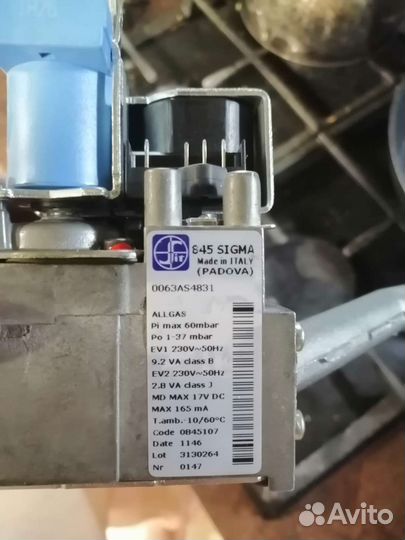 sit
845 SIGMA
Made in ITALY
(PADOVA)
0063AS4831
ALLGAS
Pi max 60mbar
Po 1-37 mbar
EV1 230V~50Hz
9.2 VA class B
EV2 230V~50Hz
2.8 VA class J
MD MAX 17V DC
MAX 165 mA
T.amb. -10/60°C
Code 0845107
Date 1146
Lot 3130264
Nr 0147
Avito